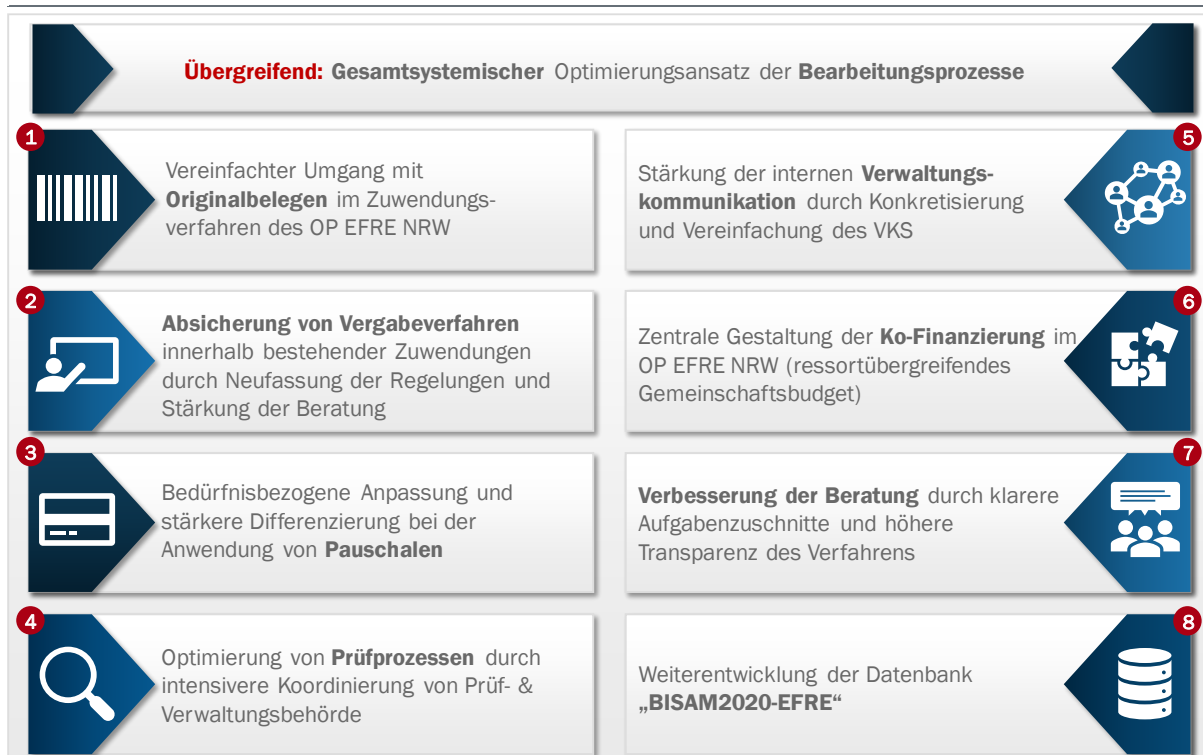 Übergreifend: Gesamtsystemischer Optimierungsansatz der Bearbeitungsprozesse
1
Vereinfachter Umgang mit
Originalbelegen im Zuwendungs-
verfahren des OP EFRE NRW
2
Absicherung von Vergabeverfahren
innerhalb bestehender Zuwendungen
durch Neufassung der Regelungen und
Stärkung der Beratung
3
Bedürfnisbezogene Anpassung und
stärkere Differenzierung bei der
Anwendung von Pauschalen
4
Optimierung von Prüfprozessen durch
intensivere Koordinierung von Prüf- &
Verwaltungsbehörde
5
Stärkung der internen Verwaltungs-
kommunikation durch Konkretisierung
und Vereinfachung des VKS
6
Zentrale Gestaltung der Ko-Finanzierung im
OP EFRE NRW (ressortübergreifendes
Gemeinschaftsbudget)
7
Verbesserung der Beratung durch klarere
Aufgabenzuschnitte und höhere
Transparenz des Verfahrens
8
Weiterentwicklung der Datenbank
„BISAM2020-EFRE“